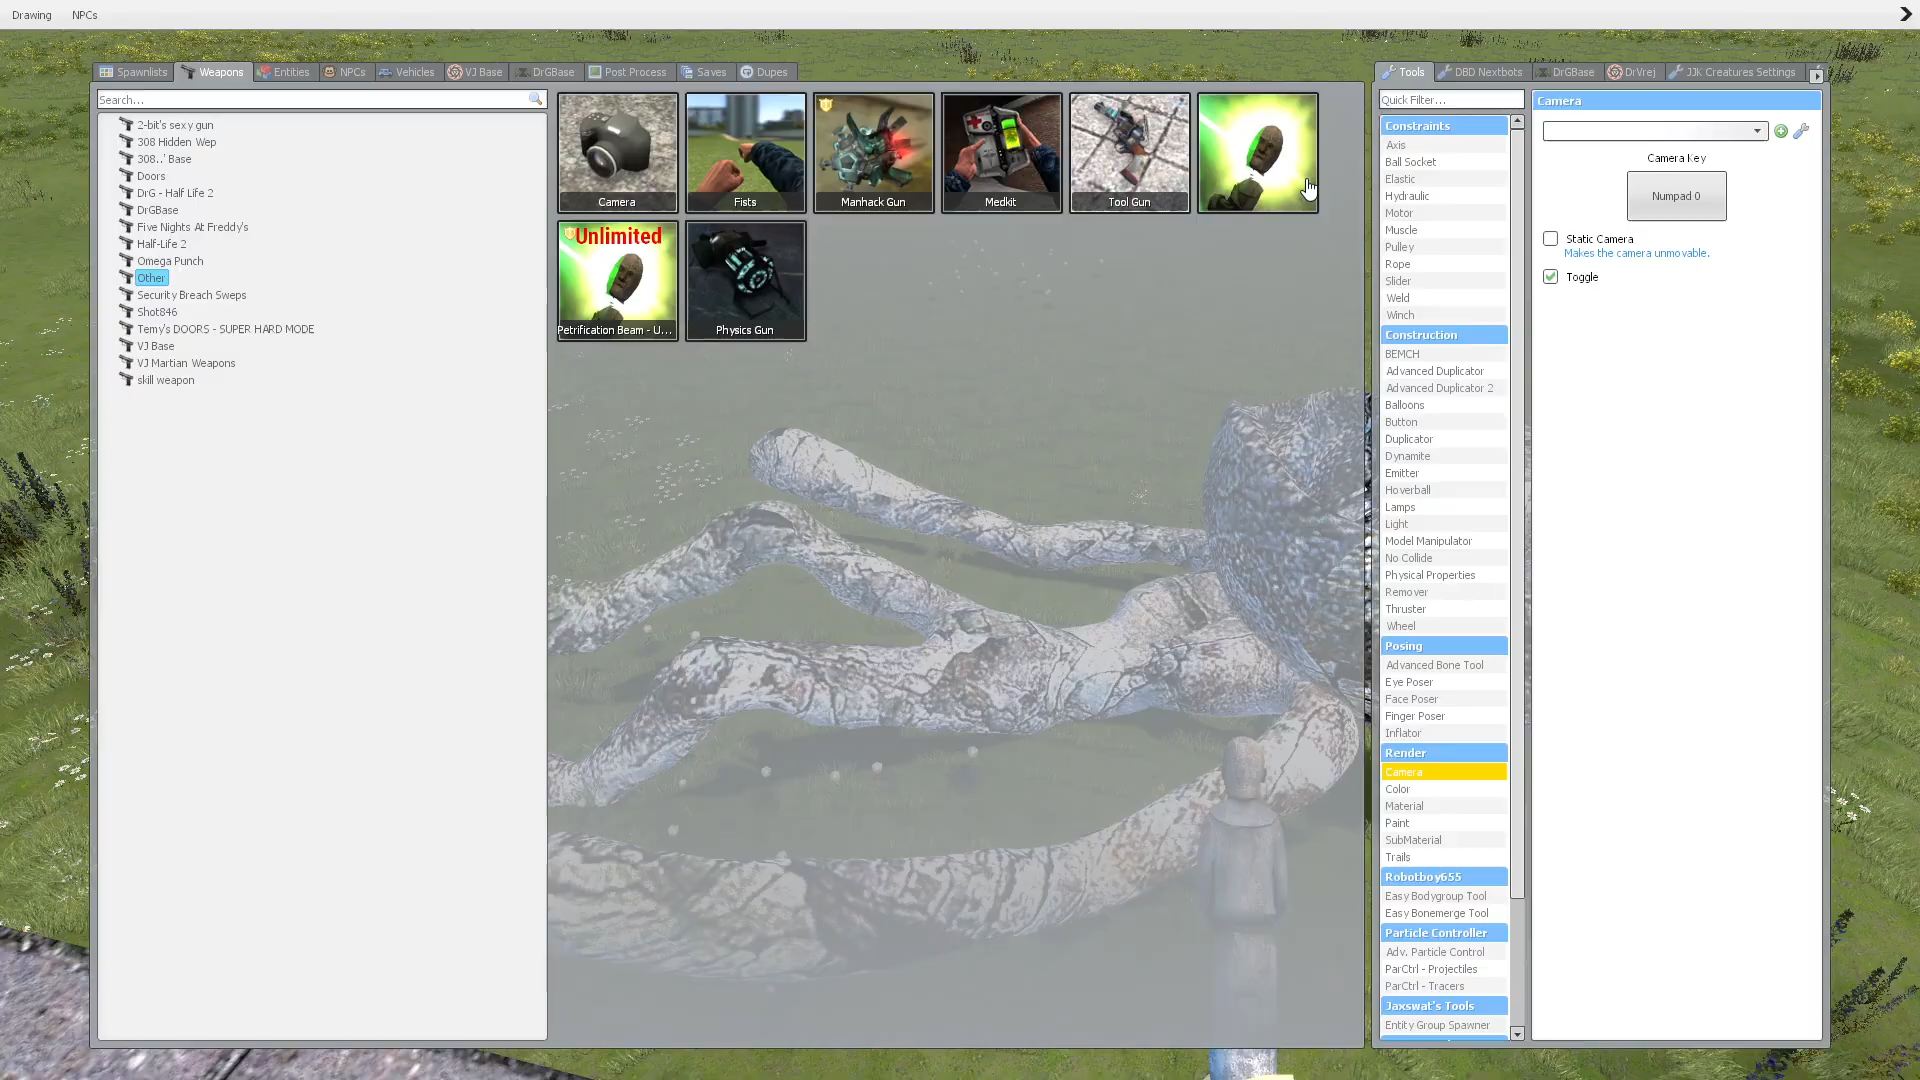 Drawing NPCs
Spawnlists Weapons Entities NPCs Vehicles VJ Base DrGBase Post Process Saves Dupes
Search...
2-bit's sexy gun
308 Hidden Wep
308..' Base
Doors
DrG - Half Life 2
DrGBase
Five Nights At Freddy's
Half-Life 2
Omega Punch
Other
Security Breach Sweps
Shot846
Temy's DOORS - SUPER HARD MODE
VJ Base
VJ Martian Weapons
skill weapon
Camera Fists Manhack Gun Medkit Tool Gun
Unlimited
Petrification Beam - U... Physics Gun
Tools DBD Nextbots DrGBase DrVrej JJK Creatures Settings
Quick Filter...
Constraints
Axis
Ball Socket
Elastic
Hydraulic
Motor
Muscle
Pulley
Rope
Slider
Weld
Winch
Construction
BEMCH
Advanced Duplicator
Advanced Duplicator 2
Balloons
Button
Duplicator
Dynamite
Emitter
Hoverball
Lamps
Light
Model Manipulator
No Collide
Physical Properties
Remover
Thruster
Wheel
Posing
Advanced Bone Tool
Eye Poser
Face Poser
Finger Poser
Inflator
Render
Camera
Color
Material
Paint
SubMaterial
Trails
Robotboy655
Easy Bodygroup Tool
Easy Bonemerge Tool
Particle Controller
Adv. Particle Control
ParCtrl - Projectiles
ParCtrl - Tracers
Jaxswat's Tools
Entity Group Spawner
Camera
Camera Key
Numpad 0
Static Camera
Makes the camera unmovable.
Toggle